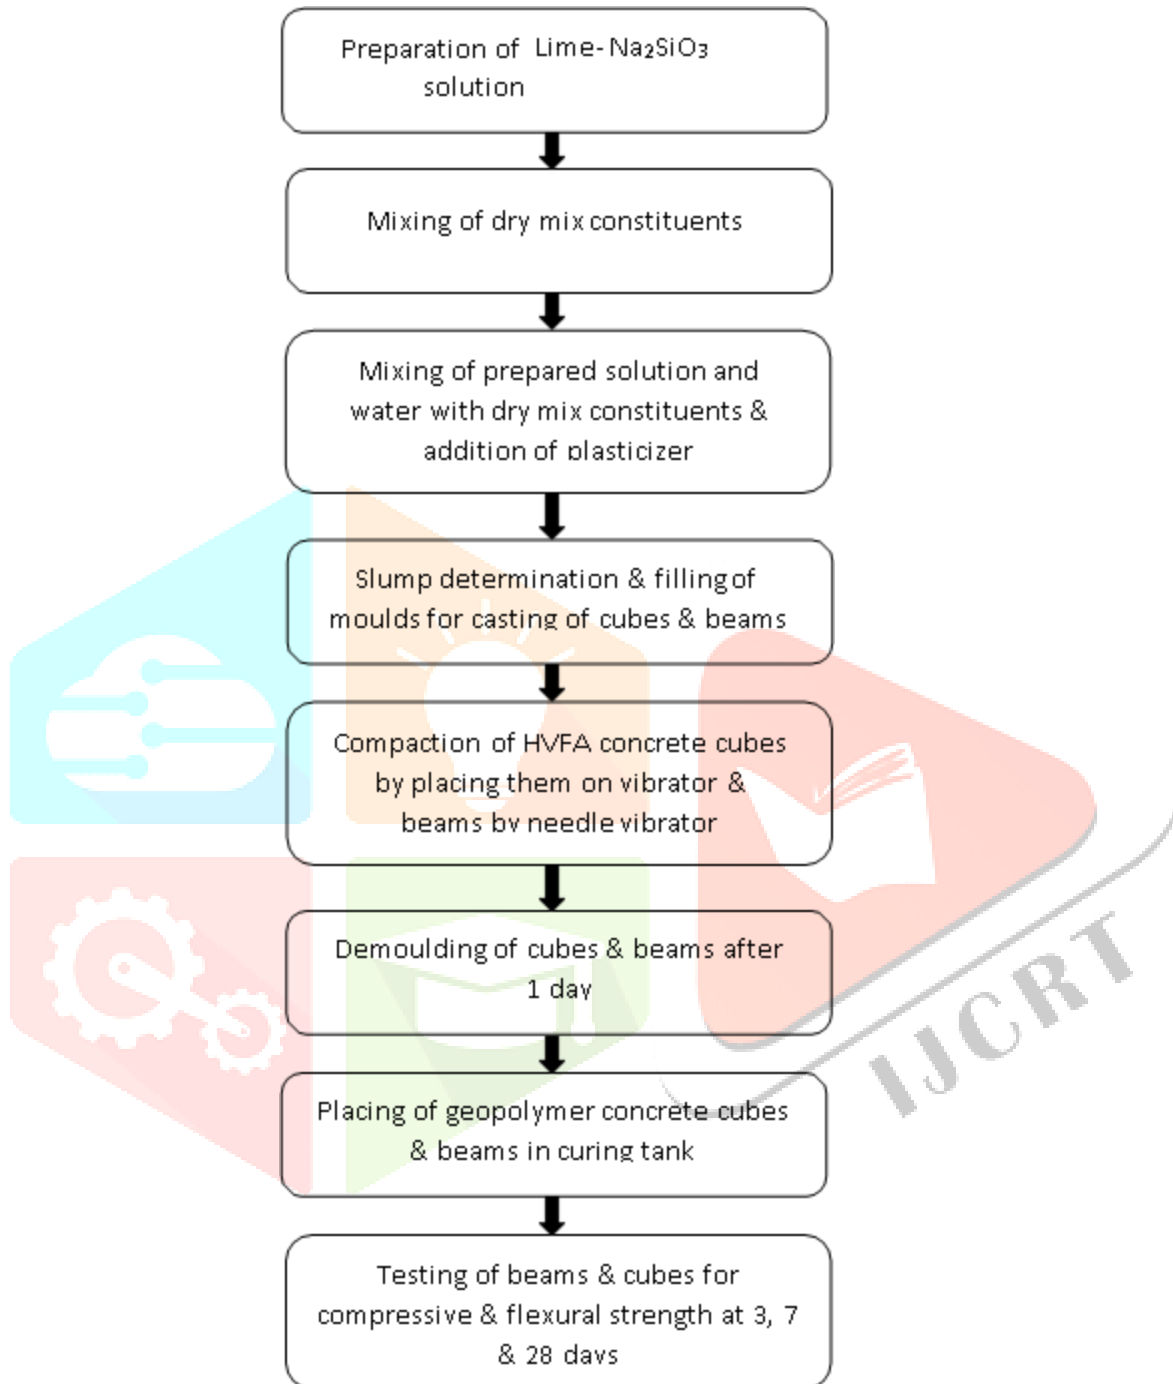 Preparation of Lime-Na₂SiO₃
solution
Mixing of dry mix constituents
Mixing of prepared solution and
water with dry mix constituents &
addition of plasticizer
Slump determination & filling of
moulds for casting of cubes & beams
Compaction of HVFA concrete cubes
by placing them on vibrator &
beams by needle vibrator
Demoulding of cubes & beams after
1 day
Placing of geopolymer concrete cubes
& beams in curing tank
Testing of beams & cubes for
compressive & flexural strength at 3, 7
& 28 days
IJCRT